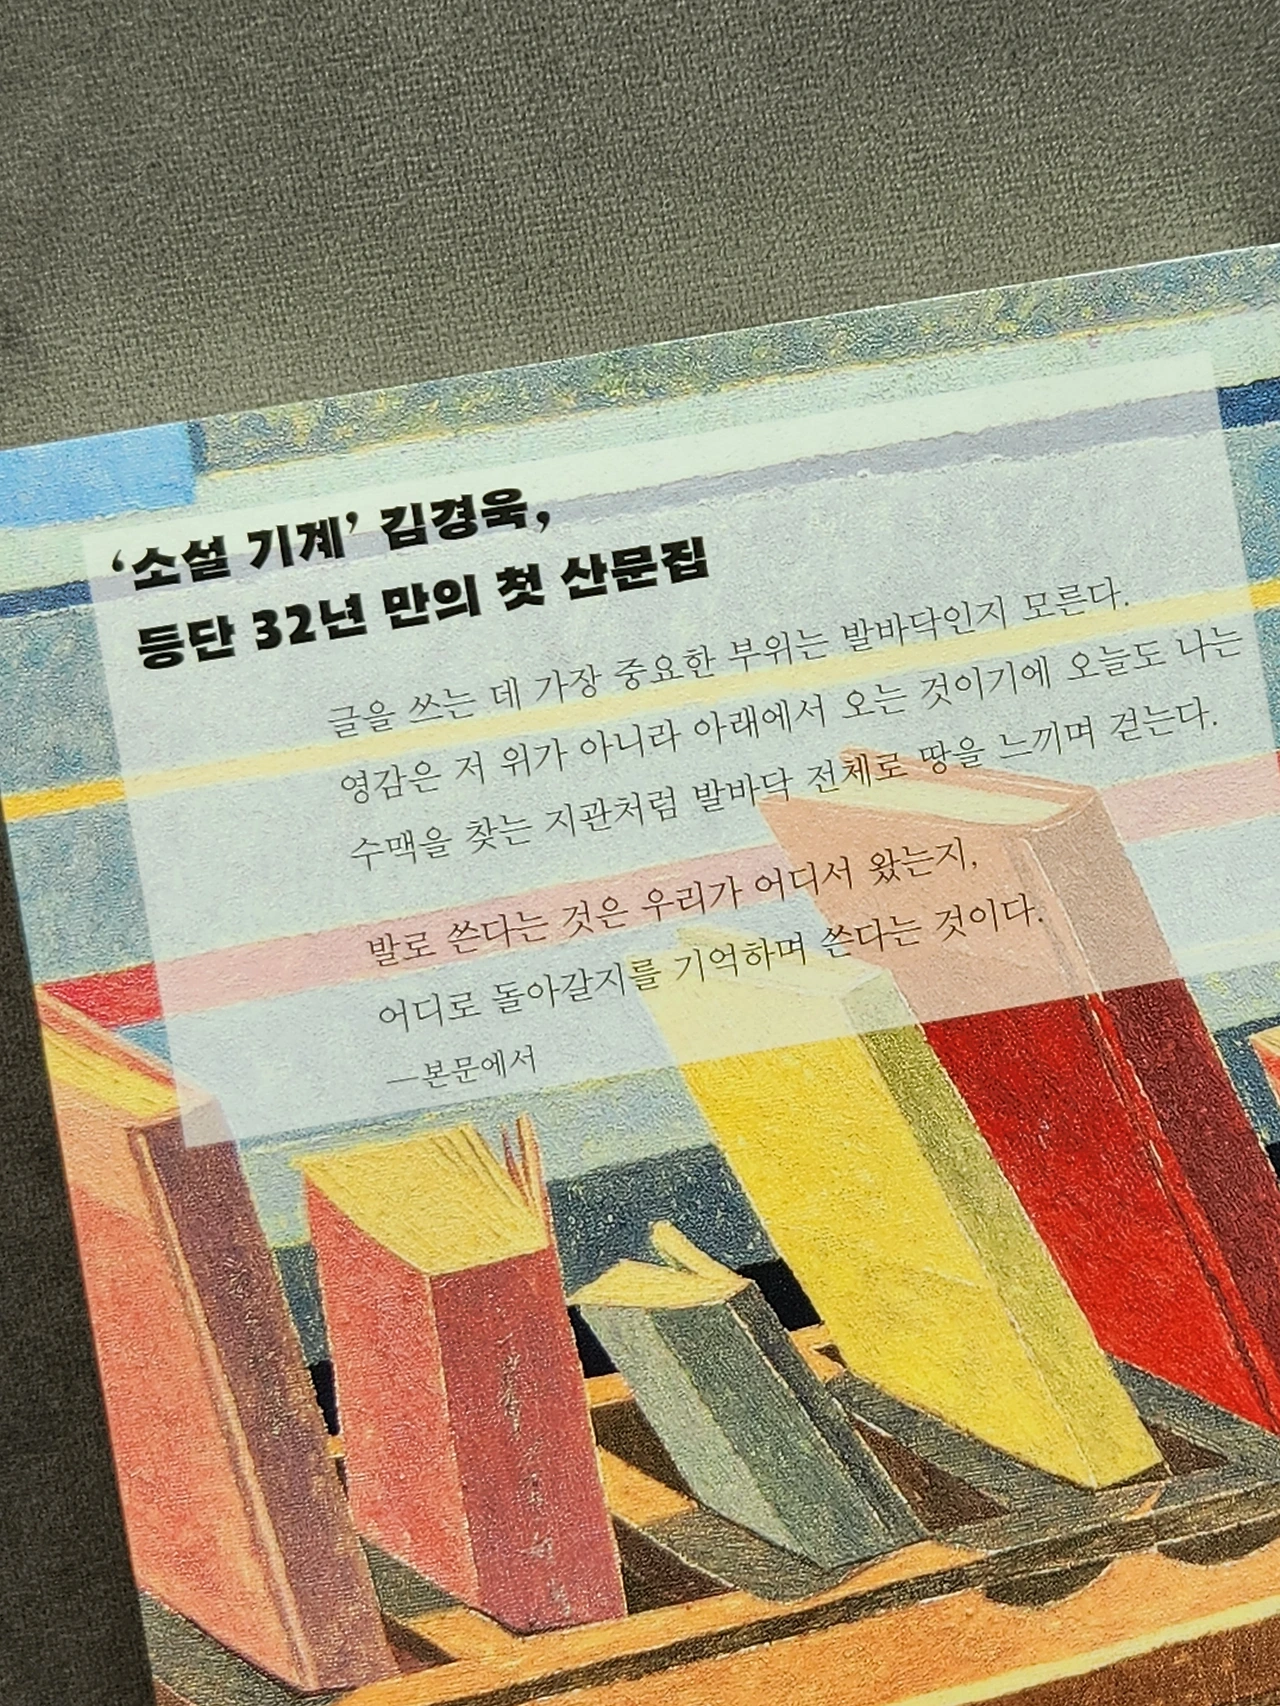 ‘소설 기계’ 김경욱,
등단 32년 만의 첫 산문집
글을 쓰는 데 가장 중요한 부위는 발바닥인지 모른다.
영감은 저 위가 아니라 아래에서 오는 것이기에 오늘도 나는
수맥을 찾는 지관처럼 발바닥 전체로 땅을 느끼며 걷는다.
발로 쓴다는 것은 우리가 어디서 왔는지,
어디로 돌아갈지를 기억하며 쓴다는 것이다.
—본문에서